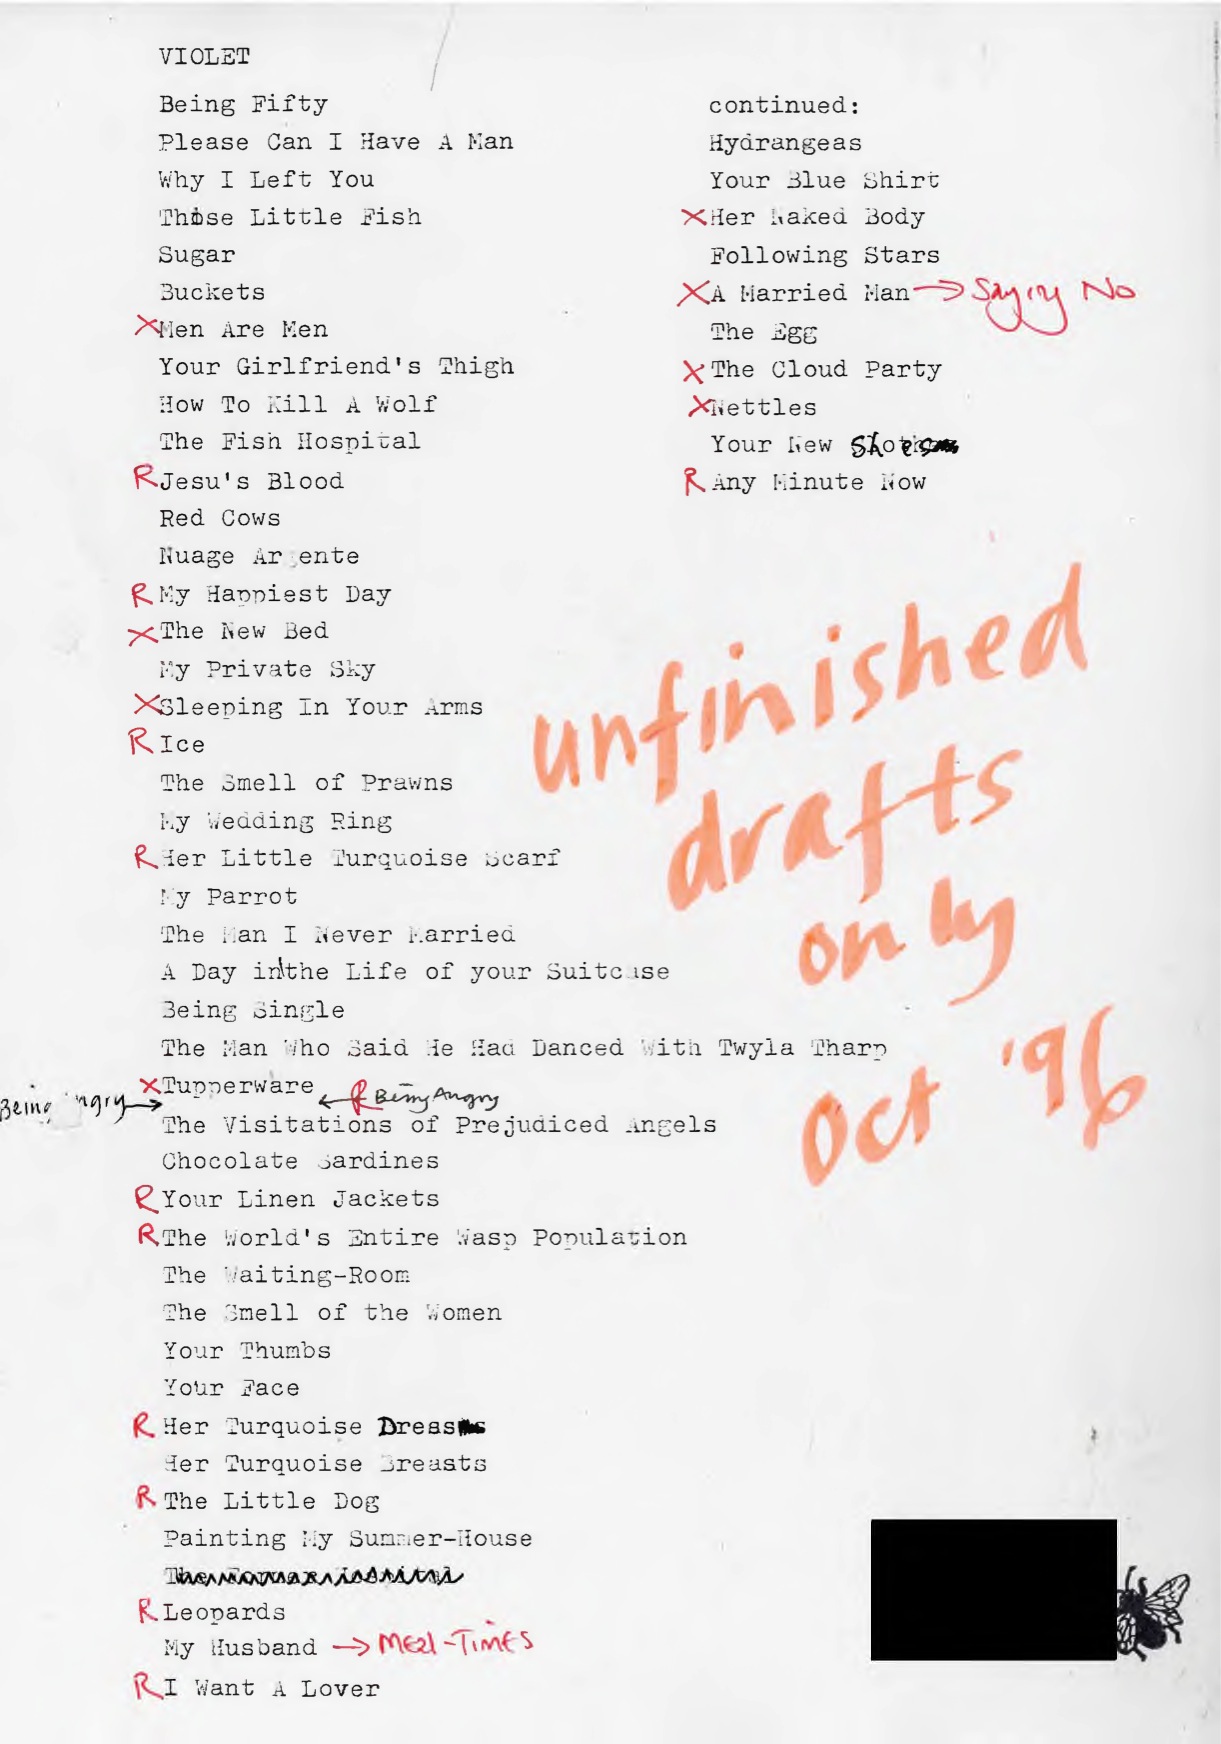 VIOLET
Being Fifty
Please Can I Have A Man
Why I Left You
Those Little Fish
Sugar
Buckets
X Men Are Men
Your Girlfriend's Thigh
How To Kill A Wolf
The Fish Hospital
R Jesu's Blood
Red Cows
Nuage Argente
R My Happiest Day
X The New Bed
My Private Sky
X Sleeping In Your Arms
R Ice
The Smell of Prawns
My Wedding Ring
R Her Little Turquoise Scarf
My Parrot
The Man I Never Married
A Day in the Life of your Suitcase
Being Single
The Man Who Said He Had Danced With Twyla Tharp
X Tupperware ← R Being Angry
Being Angry →
The Visitations of Prejudiced Angels
Chocolate Sardines
R Your Linen Jackets
R The World's Entire Wasp Population
The Waiting-Room
The Smell of the Women
Your Thumbs
Your Face
R Her Turquoise Dress
Her Turquoise Breasts
R The Little Dog
Painting My Summer-House
R Leopards
My Husband → MEAL-TIMES
R I Want A Lover
continued:
Hydrangeas
Your Blue Shirt
X Her Naked Body
Following Stars
X A Married Man → Saying No
The Egg
X The Cloud Party
X Nettles
Your New Shoes
R Any Minute Now
unfinished
drafts
only
Oct '96